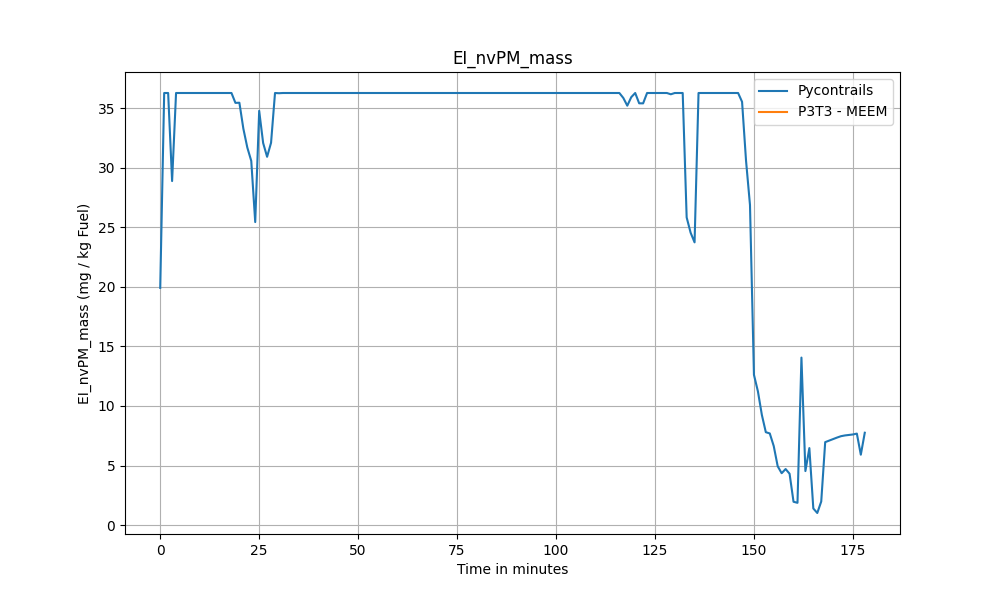 EI_nvPM_mass
Pycontrails
P3T3 - MEEM
EI_nvPM_mass (mg / kg Fuel)
35
30
25
20
15
10
5
0
0 25 50 75 100 125 150 175
Time in minutes